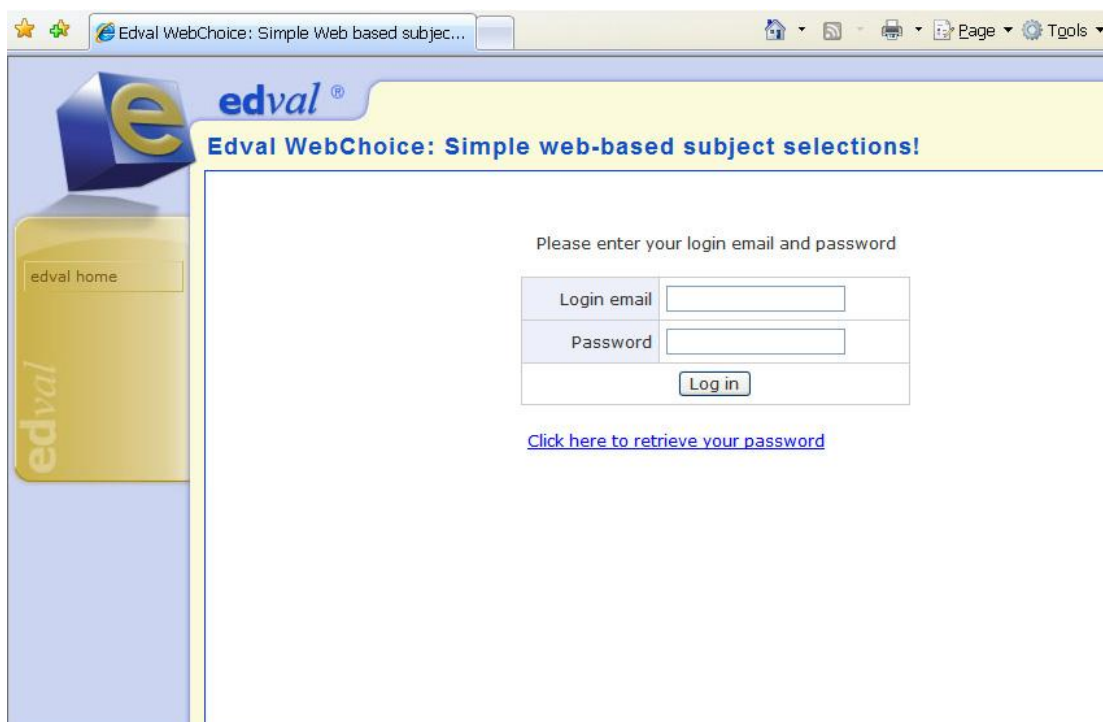 Edval WebChoice: Simple Web based subjec...
Page
Tools
e
edval ®
Edval WebChoice: Simple web-based subject selections!
edval home
edval
Please enter your login email and password
Login email
Password
Log in
Click here to retrieve your password